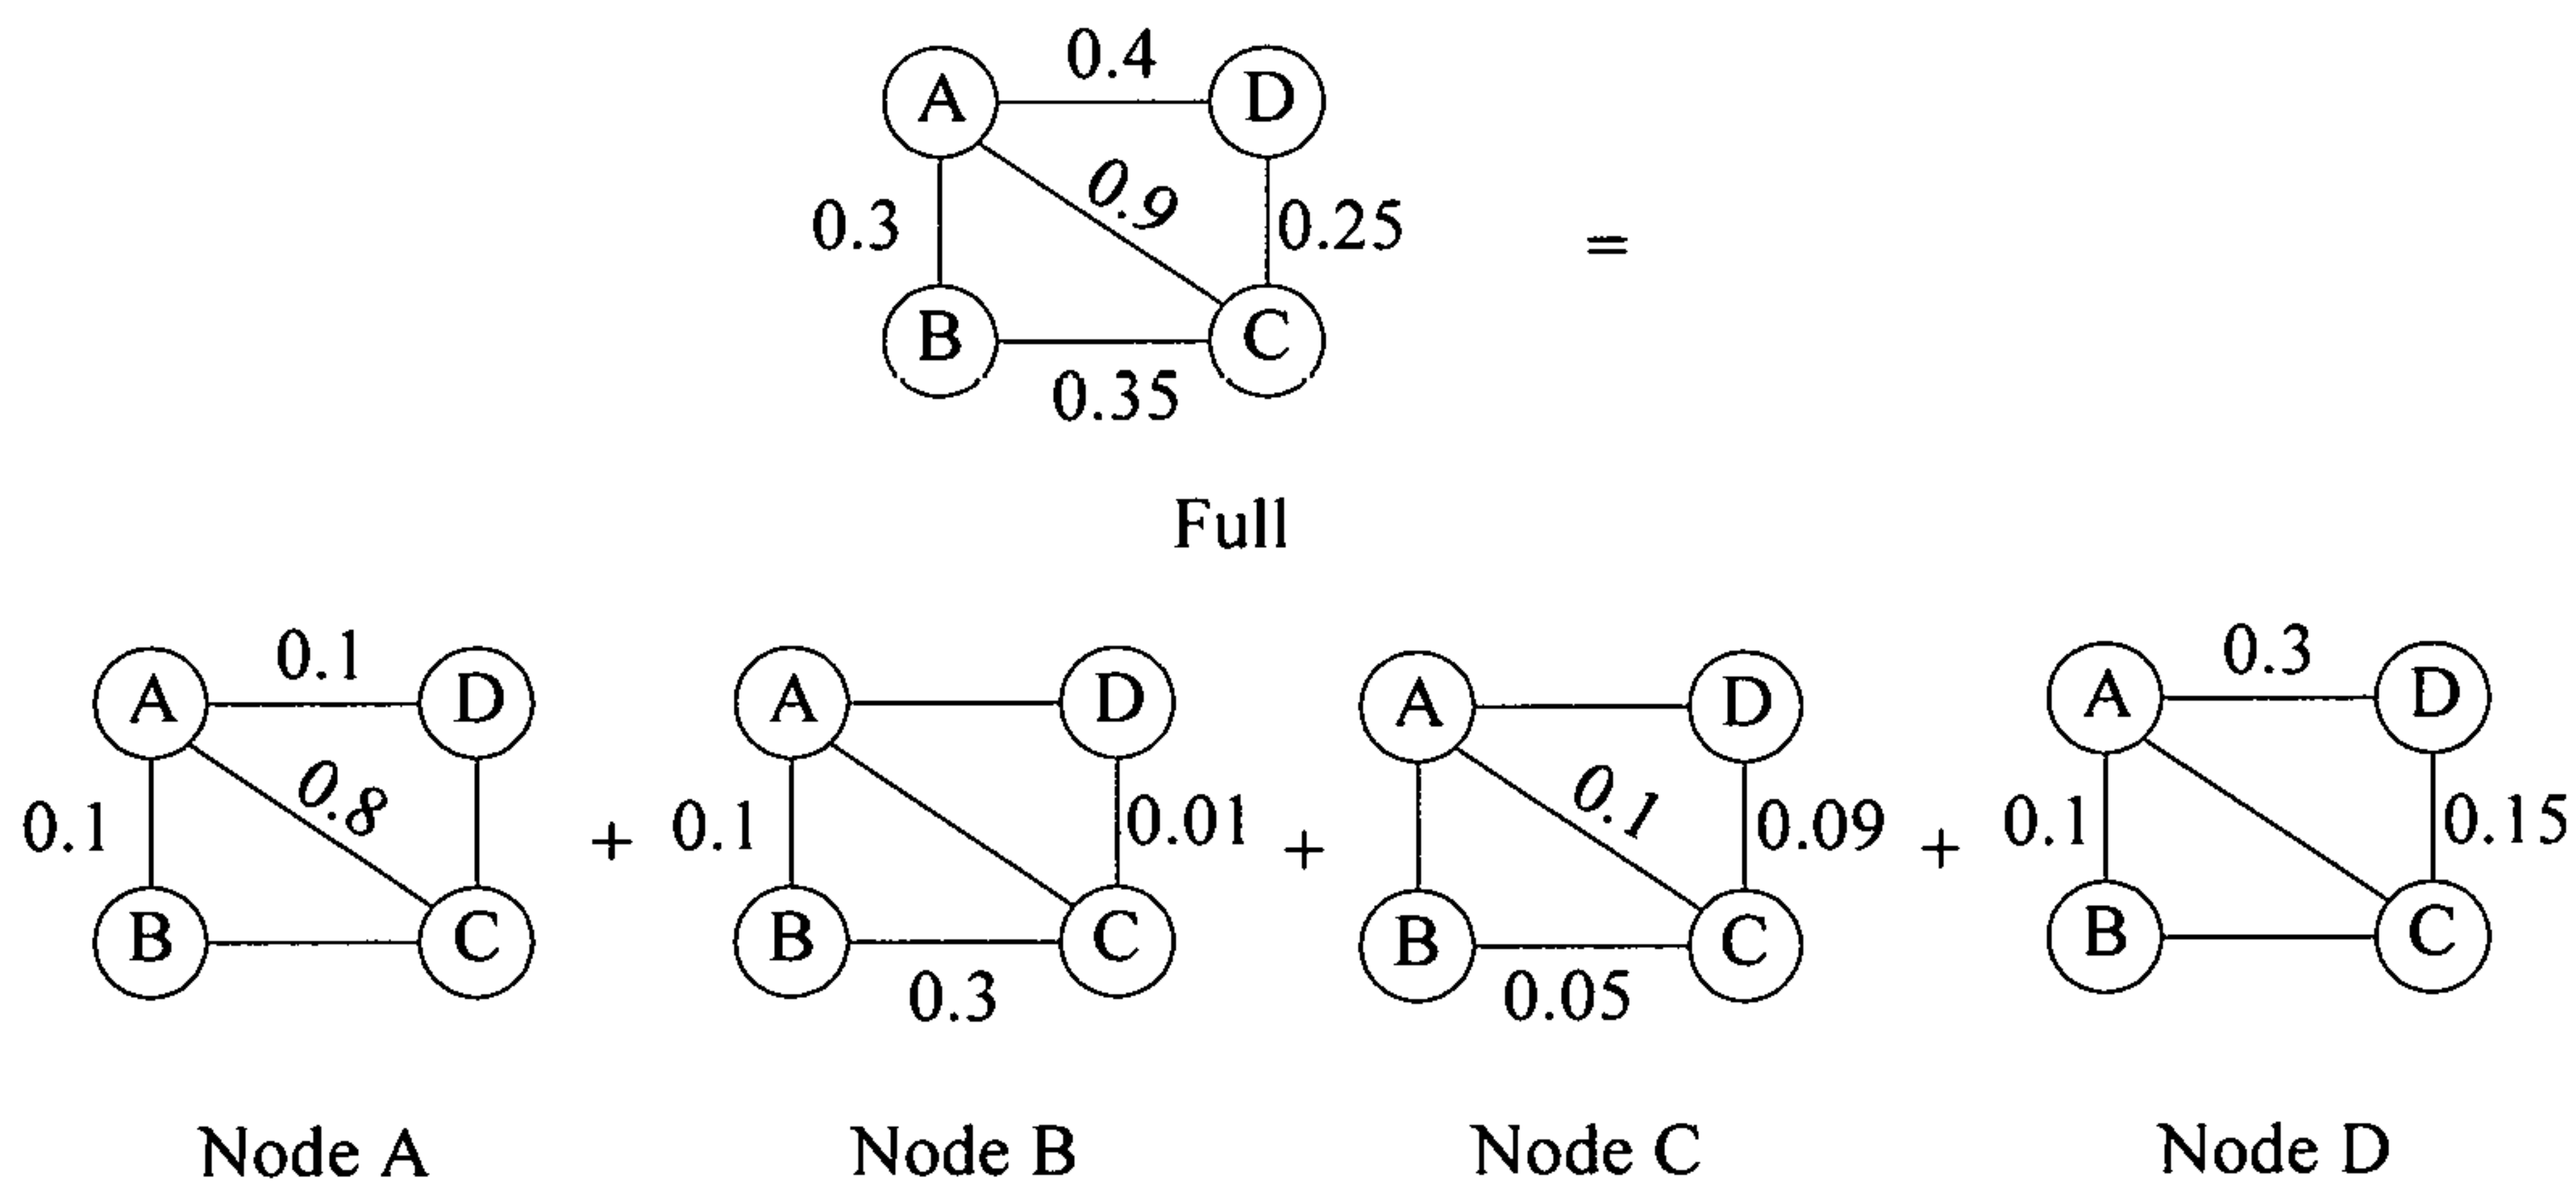 0.4
A D
0.9
0.3 0.25 =
B C
0.35
Full
0.1 0.3
A D A D A D A D
0.8 0.1
0.1 + 0.1 0.01 + 0.09 + 0.1 0.15
B C B C B C B C
0.3 0.05
Node A Node B Node C Node D